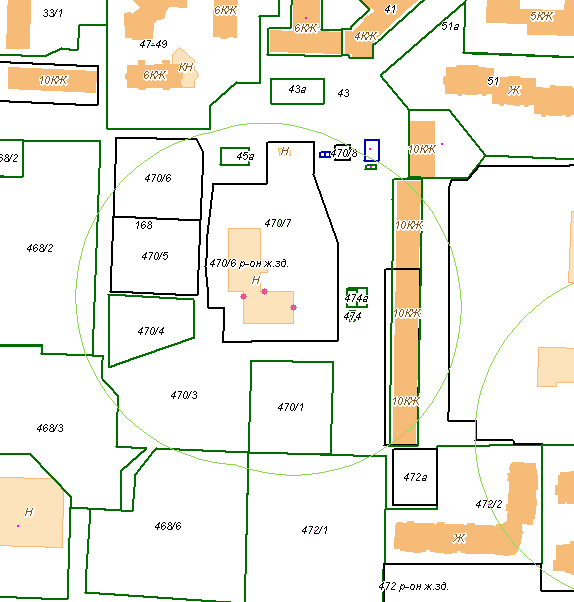 33/1
6КЖ
6КЖ
41
4КЖ
51а
5КЖ
47-49
КН
6КЖ
10КЖ
43а
43
51
Ж
68/2
45а
Н
470/8
10КЖ
470/6
168
470/7
10КЖ
468/2
470/5
470/6 р-он ж.зд.
Н
474а
474
10КЖ
470/4
470/3
470/1
10КЖ
468/3
472а
472/2
Н
468/6
472/1
Ж
472 р-он ж.зд.